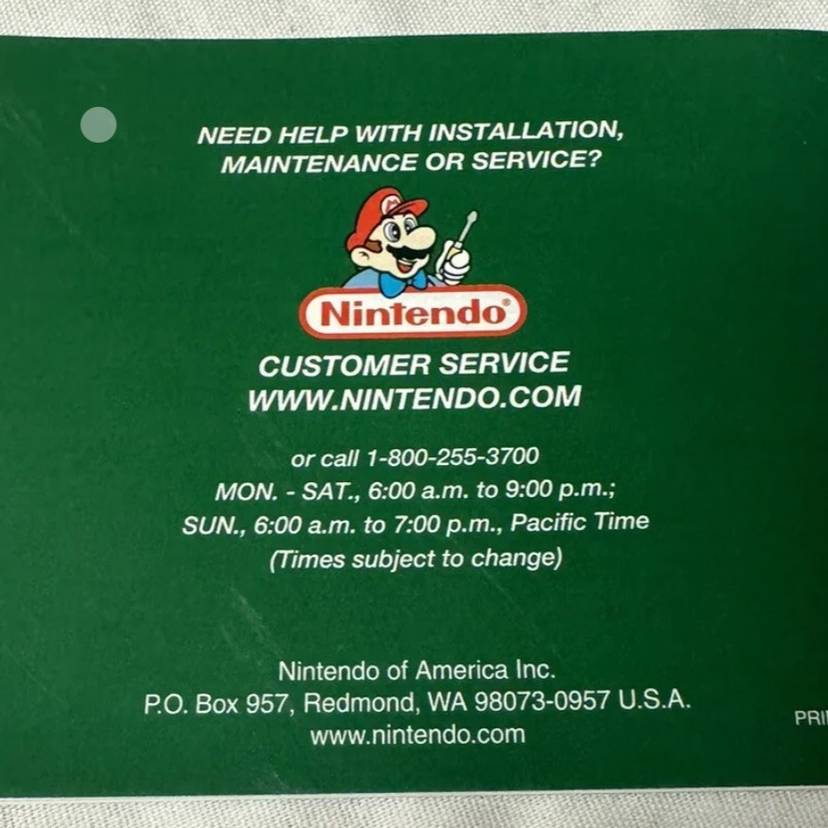 NEED HELP WITH INSTALLATION,
MAINTENANCE OR SERVICE?
M
Nintendo®
CUSTOMER SERVICE
WWW.NINTENDO.COM
or call 1-800-255-3700
MON. - SAT., 6:00 a.m. to 9:00 p.m.;
SUN., 6:00 a.m. to 7:00 p.m., Pacific Time
(Times subject to change)
Nintendo of America Inc.
P.O. Box 957, Redmond, WA 98073-0957 U.S.A.
www.nintendo.com